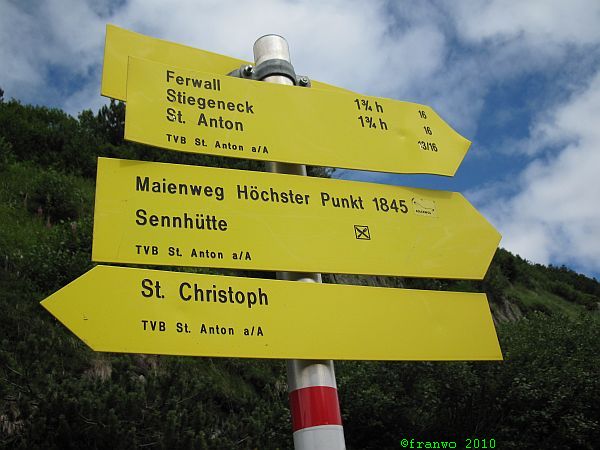 Ferwall 1¾ h 16
Stiegeneck 16
St. Anton 1¾ h 13/16
TVB St. Anton a/A
Maienweg Höchster Punkt 1845
Sennhütte
TVB St. Anton a/A
St. Christoph
TVB St. Anton a/A
©franwo 2010